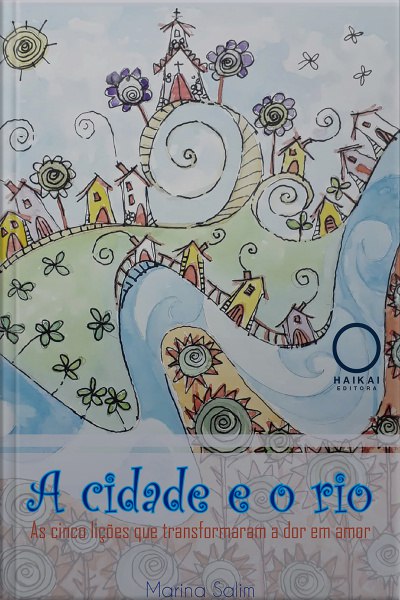 HAIKAI
EDITORA
A cidade e o rio
As cinco lições que transformaram a dor em amor
Marina Salim